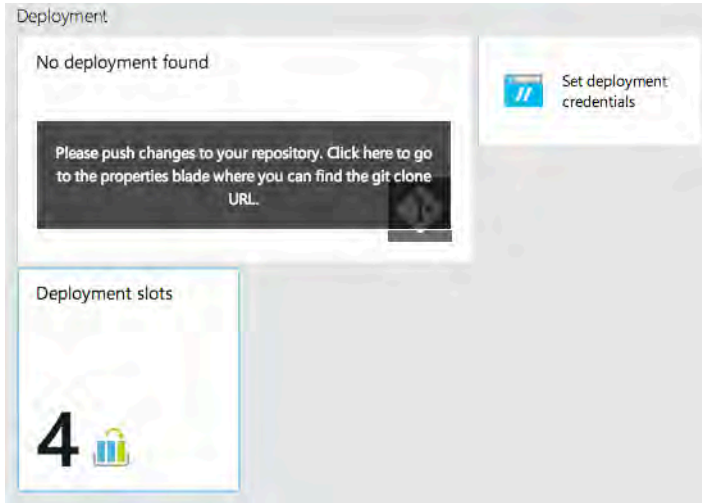 Deployment
No deployment found
Please push changes to your repository. Click here to go
to the properties blade where you can find the git clone
URL.
Set deployment
credentials
Deployment slots
4